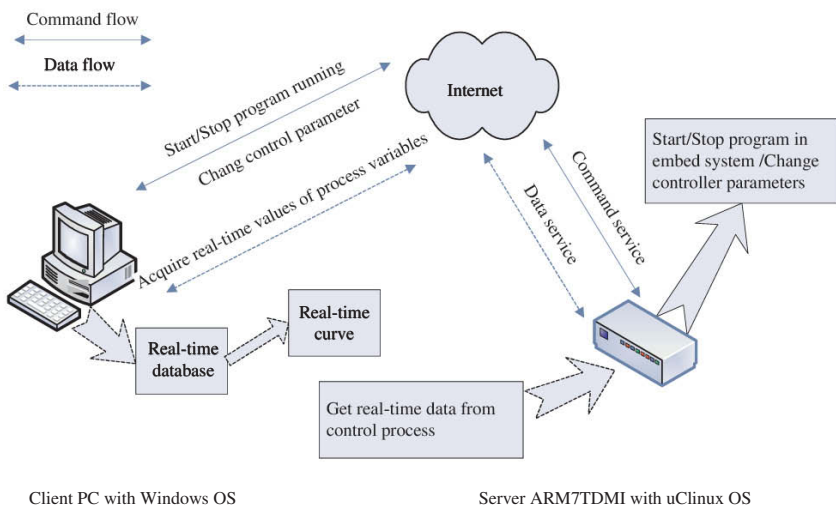 Command flow
Data flow
Start/Stop program running
Chang control parameter
Acquire real-time values of process variables
Internet
Data service
Command service
Start/Stop program in
embed system /Change
controller parameters
Real-time
database
Real-time
curve
Get real-time data from
control process
Client PC with Windows OS
Server ARM7TDMI with uClinux OS